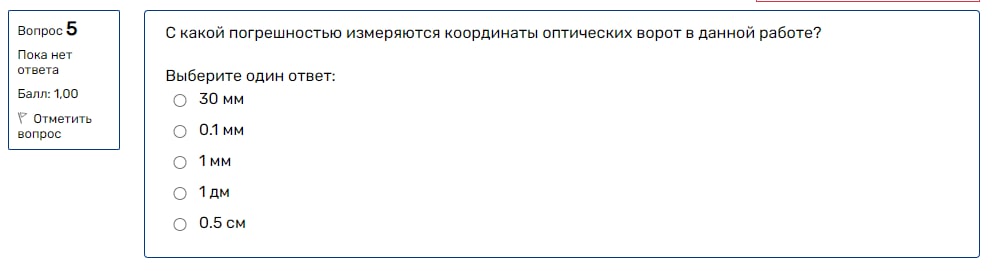 Вопрос 5
Пока нет
ответа
Балл: 1,00
Отметить
вопрос
С какой погрешностью измеряются координаты оптических ворот в данной работе?
Выберите один ответ:
30 мм
0.1 мм
1 мм
1 дм
0.5 см